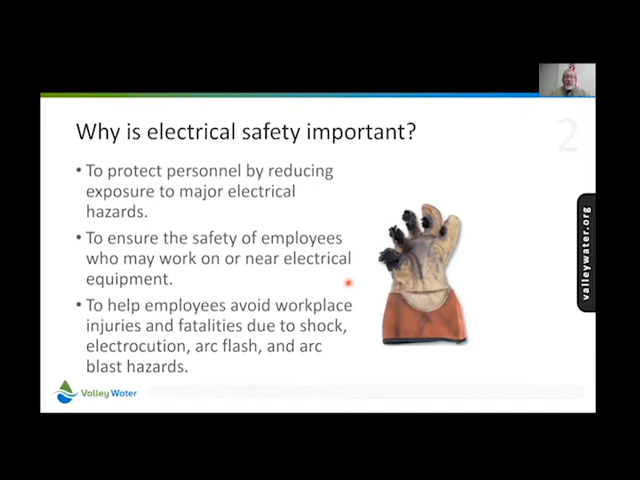 Why is electrical safety important?
2
• To protect personnel by reducing
exposure to major electrical
hazards.
• To ensure the safety of employees
who may work on or near electrical
equipment.
• To help employees avoid workplace
injuries and fatalities due to shock,
electrocution, arc flash, and arc
blast hazards.
valleywater.org
Valley Water